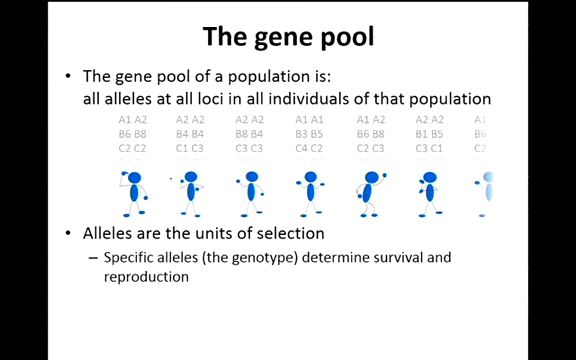 The gene pool
• The gene pool of a population is:
all alleles at all loci in all individuals of that population
A1 A2 A2 A2 A2 A2 A1 A1 A1 A2 A2 A2 A1
B6 B8 B4 B4 B8 B4 B3 B5 B6 B8 B1 B5 B6
C2 C2 C1 C3 C3 C3 C4 C2 C2 C3 C3 C1 C2
• Alleles are the units of selection
– Specific alleles (the genotype) determine survival and
reproduction